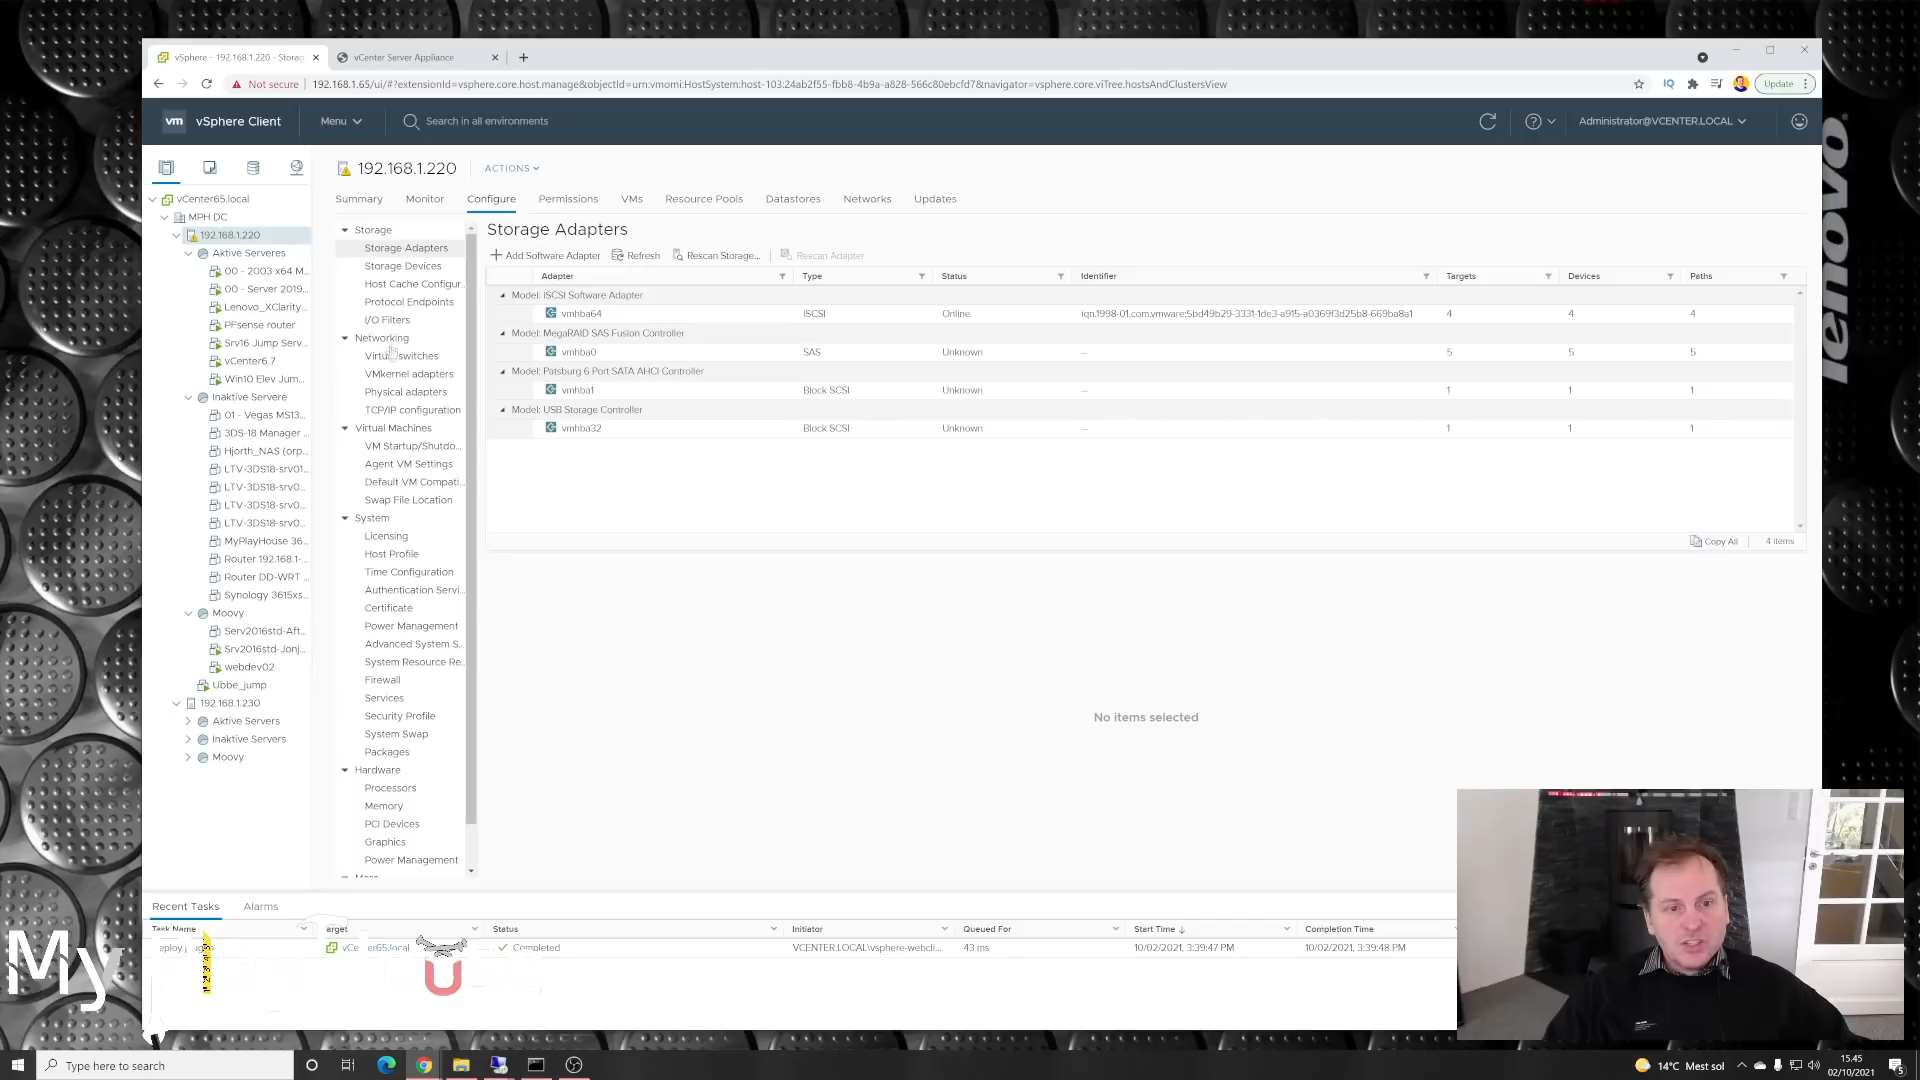 vSphere - 192.168.1.220 - Storag
vCenter Server Appliance
Not secure
192.168.1.65/ui/#?extensionId=vsphere.core.host.manage&objectId=urn:vmomi:HostSystem:host-103:24ab2f55-fbb8-4b9a-a828-566c80ebcfd7&navigator=vsphere.core.viTree.hostsAndClustersView
IQ
Update
vm vSphere Client
Menu
Search in all environments
Administrator@VCENTER.LOCAL
192.168.1.220
ACTIONS
Summary Monitor Configure Permissions VMs Resource Pools Datastores Networks Updates
vCenter65.local
MPH DC
192.168.1.220
Aktive Serveres
00 - 2003 x64 M...
00 - Server 2019...
Lenovo_XClarity...
PFsense router
Srv16 Jump Serv...
vCenter6.7
Win10 Elev Jum...
Inaktive Servere
01 - Vegas MS13...
3DS-18 Manager ...
Hjorth_NAS (orp...
LTV-3DS18-srv01...
LTV-3DS18-srv0...
LTV-3DS18-srv0...
LTV-3DS18-srv0...
MyPlayHouse 36...
Router 192.168.1-...
Router DD-WRT ...
Synology 3615xs...
Moovy
Serv2016std-Aft...
Srv2016std-Jonj...
webdev02
Ubbe_jump
192.168.1.230
Aktive Servers
Inaktive Servers
Moovy
Storage
Storage Adapters
Storage Devices
Host Cache Configur...
Protocol Endpoints
I/O Filters
Networking
Virtual switches
VMkernel adapters
Physical adapters
TCP/IP configuration
Virtual Machines
VM Startup/Shutdo...
Agent VM Settings
Default VM Compati...
Swap File Location
System
Licensing
Host Profile
Time Configuration
Authentication Servi...
Certificate
Power Management
Advanced System S...
System Resource Re...
Firewall
Services
Security Profile
System Swap
Packages
Hardware
Processors
Memory
PCI Devices
Graphics
Power Management
Storage Adapters
+ Add Software Adapter Refresh Rescan Storage... Rescan Adapter
Adapter Type Status Identifier Targets Devices Paths
Model: iSCSI Software Adapter
vmhba64 iSCSI Online iqn.1998-01.com.vmware:5bd49b29-3331-1de3-a915-a0369f3d25b8-669ba8a1 4 4 4
Model: MegaRAID SAS Fusion Controller
vmhba0 SAS Unknown -- 5 5 5
Model: Patsburg 6 Port SATA AHCI Controller
vmhba1 Block SCSI Unknown -- 1 1 1
Model: USB Storage Controller
vmhba32 Block SCSI Unknown -- 1 1 1
Copy All 4 items
No items selected
Recent Tasks Alarms
Task Name Target Status Initiator Queued For Start Time Completion Time
Completed VCENTER.LOCAL\vsphere-webcli... 43 ms 10/02/2021, 3:39:47 PM 10/02/2021, 3:39:48 PM
My
lenovo
Type here to search
14°C Mest sol
15.45
02/10/2021
5